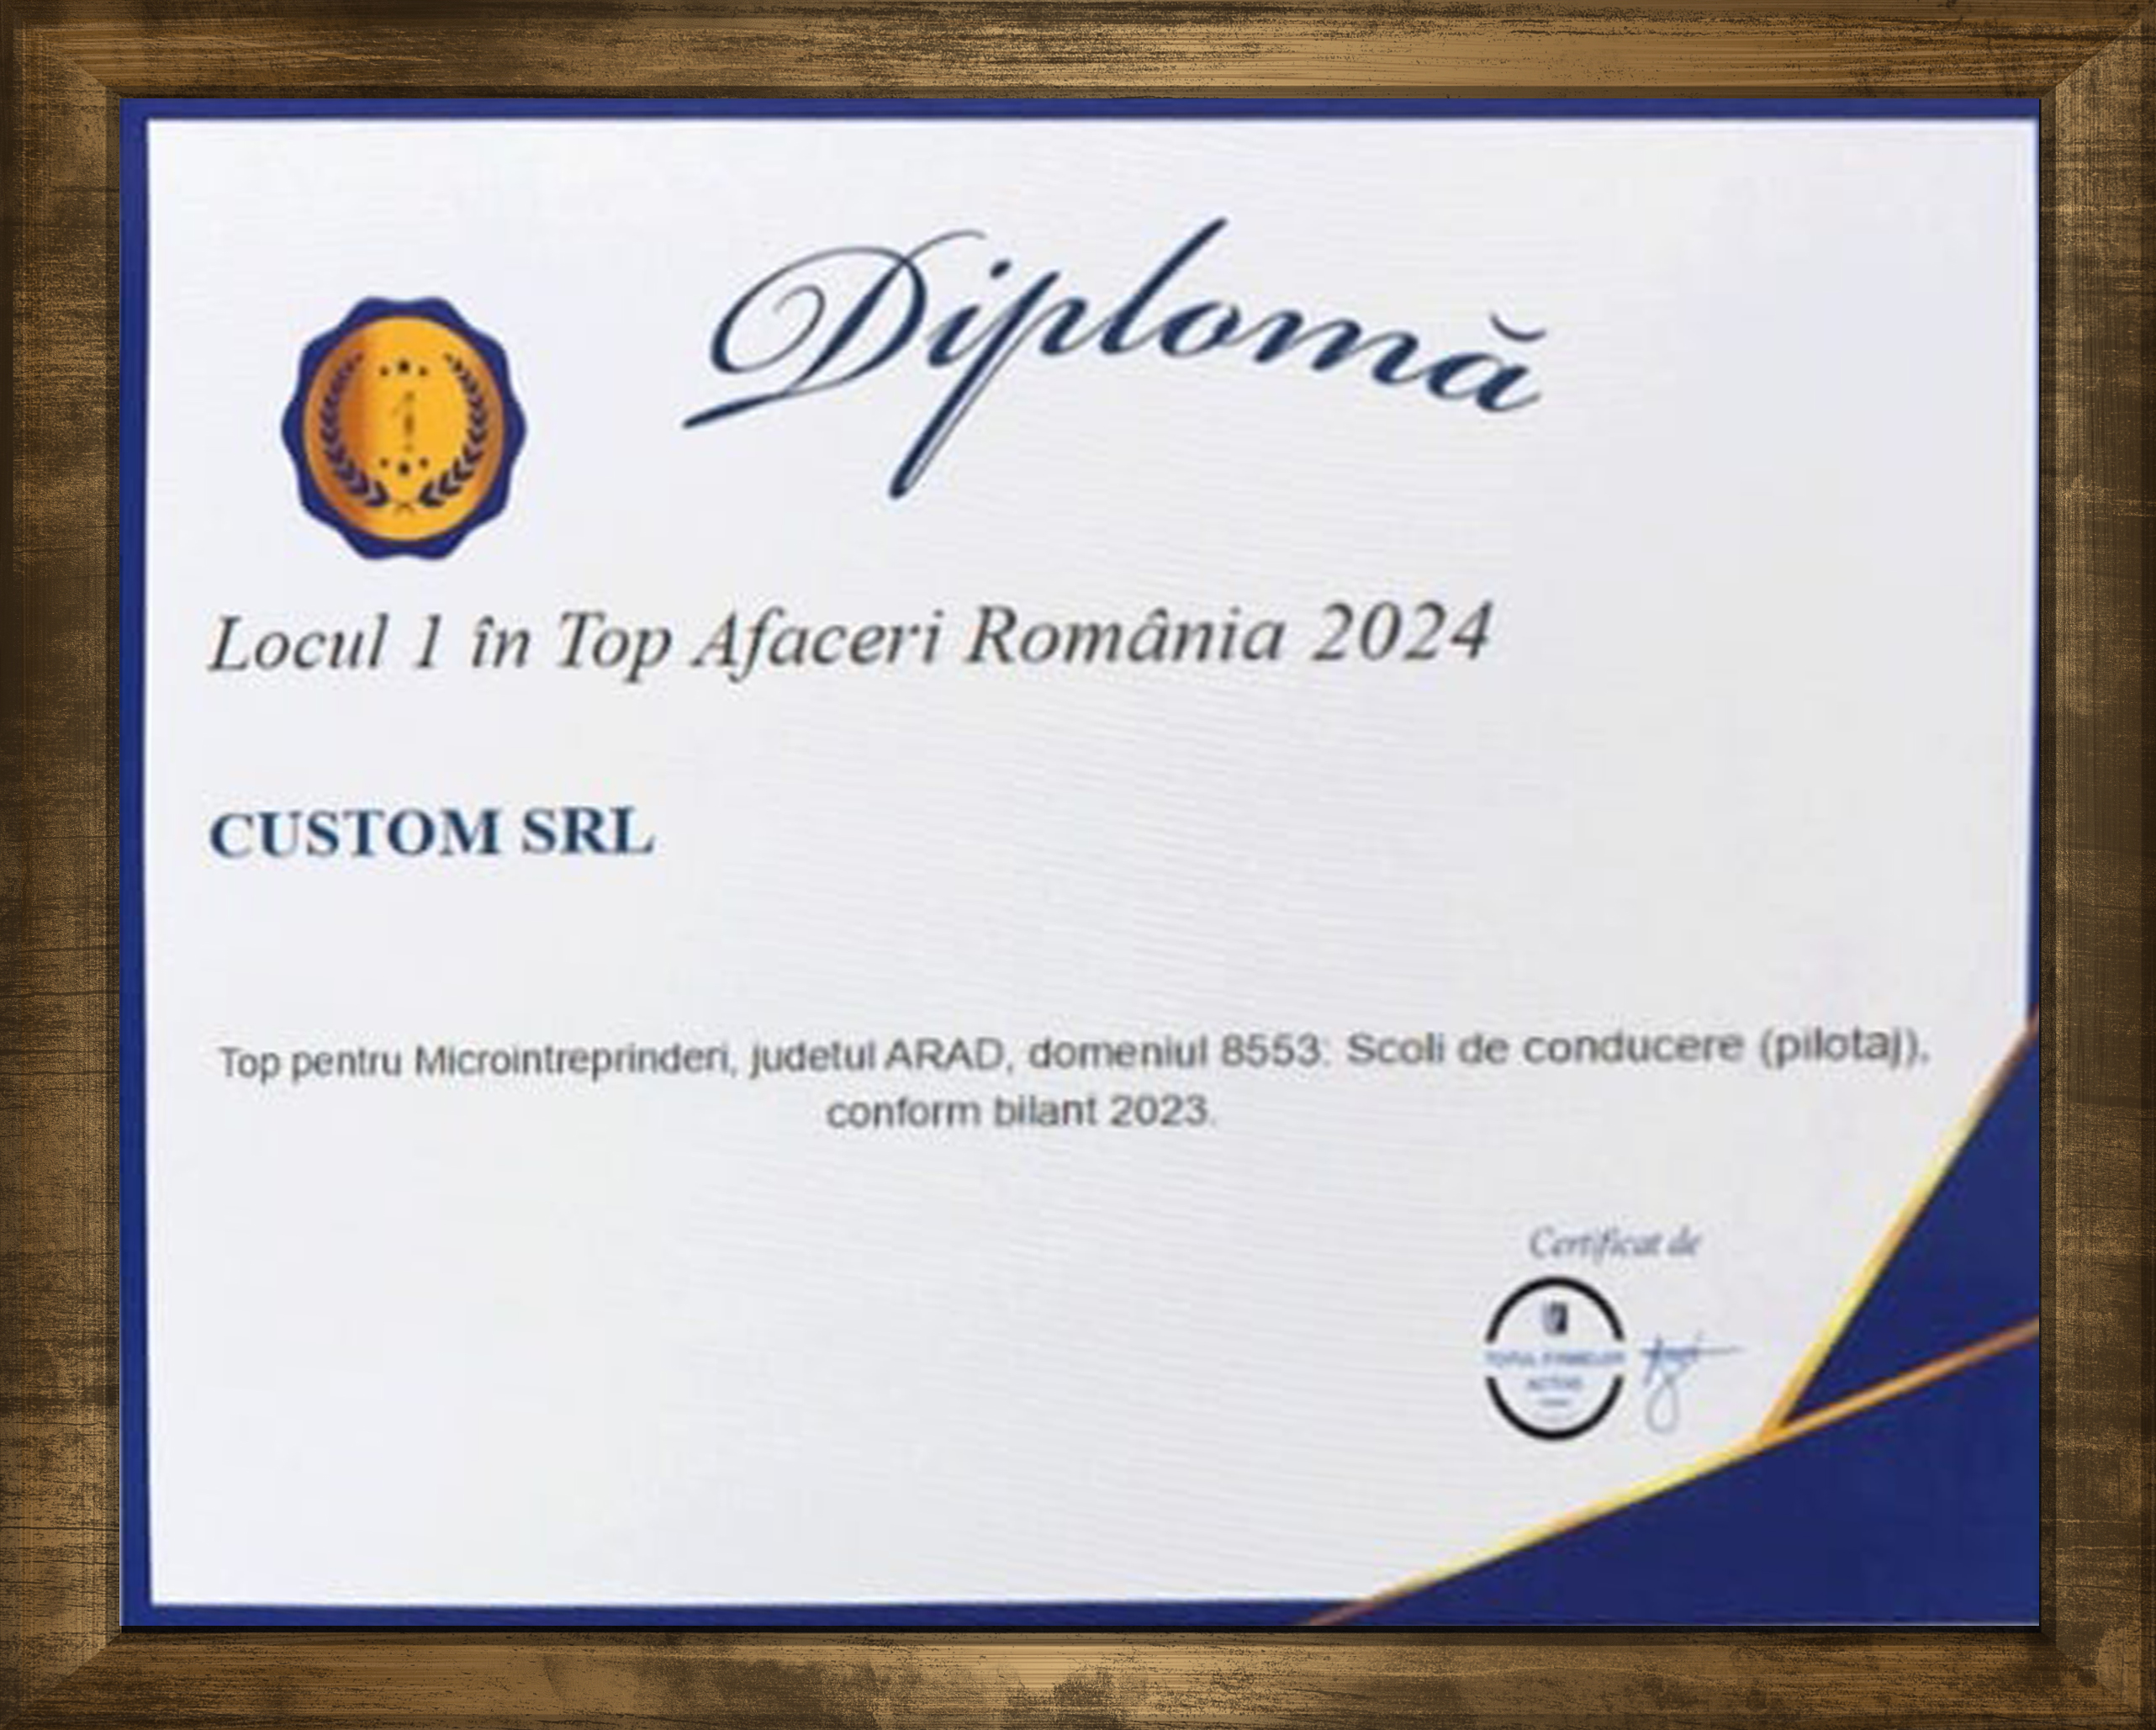 Diplomă
1
Locul 1 în Top Afaceri România 2024
CUSTOM SRL
Top pentru Microintreprinderi, judetul ARAD, domeniul 8553: Scoli de conducere (pilotaj),
conform bilant 2023.
Certificat de